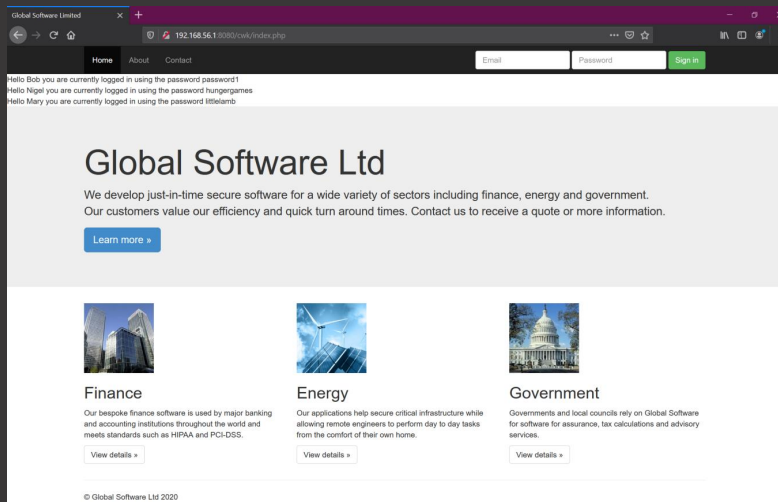 Global Software Limited
192.168.56.1:8080/cwk/index.php
Home About Contact Email Password Sign in
Hello Bob you are currently logged in using the password password1
Hello Nigel you are currently logged in using the password hungergames
Hello Mary you are currently logged in using the password littlelamb
Global Software Ltd
We develop just-in-time secure software for a wide variety of sectors including finance, energy and government.
Our customers value our efficiency and quick turn around times. Contact us to receive a quote or more information.
Learn more »
Finance
Our bespoke finance software is used by major banking
and accounting institutions throughout the world and
meets standards such as HIPAA and PCI-DSS.
View details »
Energy
Our applications help secure critical infrastructure while
allowing remote engineers to perform day to day tasks
from the comfort of their own home.
View details »
Government
Governments and local councils rely on Global Software
for software for assurance, tax calculations and advisory
services.
View details »
© Global Software Ltd 2020